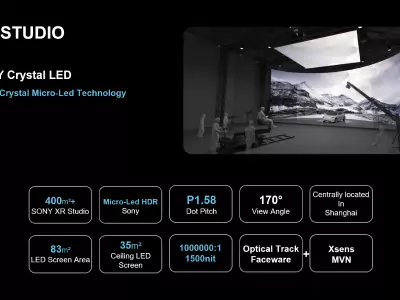 STUDIO
Y Crystal LED
Crystal Micro-Led Technology
400m²+
SONY XR Studio
Micro-Led HDR
Sony
P1.58
Dot Pitch
170°
View Angle
Centrally located
in
Shanghai
83m²
LED Screen Area
35m²
Ceiling LED
Screen
1000000:1
1500nit
Optical Track
Faceware
+
Xsens
MVN